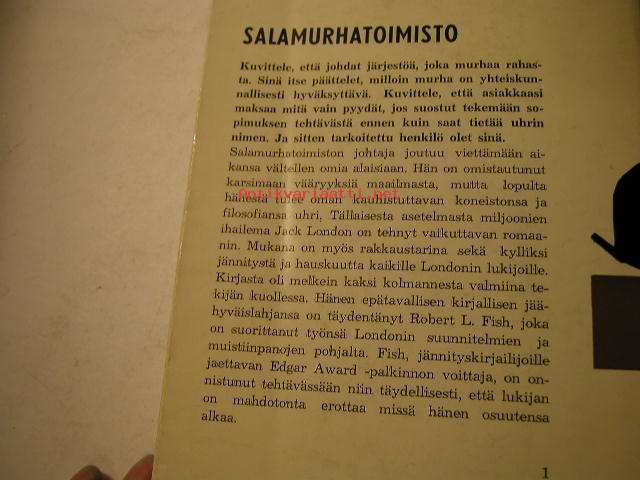 SALAMURHATOIMISTO
Kuvittele, että johdat järjestöä, joka murhaa rahas-
ta. Sinä itse päättelet, milloin murha on yhteiskun-
nallisesti hyväksyttävä. Kuvittele, että asiakkaasi
maksaa mitä vain pyydät, jos suostut tekemään so-
pimuksen tehtävästä ennen kuin saat tietää uhrin
nimen. Ja sitten tarkoitettu henkilö olet sinä.
Salamurhatoimiston johtaja joutuu viettämään ai-
kansa vältellen omia alaisiaan. Hän on omistautunut
karsimaan vääryyksiä maailmasta, mutta lopulta
hänestä tulee oman kauhistuttavan koneistonsa ja
filosofiansa uhri. Tällaisesta asetelmasta miljoonien
ihailema Jack London on tehnyt vaikuttavan romaa-
nin. Mukana on myös rakkaustarina sekä kylliksi
jännitystä ja hauskuutta kaikille Londonin lukijoille.
Kirjasta oli melkein kaksi kolmannesta valmiina te-
kijän kuollessa. Hänen epätavallisen kirjallisen jää-
hyväislahjansa on täydentänyt Robert L. Fish, joka
on suorittanut työnsä Londonin suunnitelmien ja
muistiinpanojen pohjalta. Fish, jännityskirjailijoille
jaettavan Edgar Award -palkinnon voittaja, on on-
nistunut tehtävässään niin täydellisesti, että lukijan
on mahdotonta erottaa missä hänen osuutensa
alkaa.
1
Antikvariaatti.net